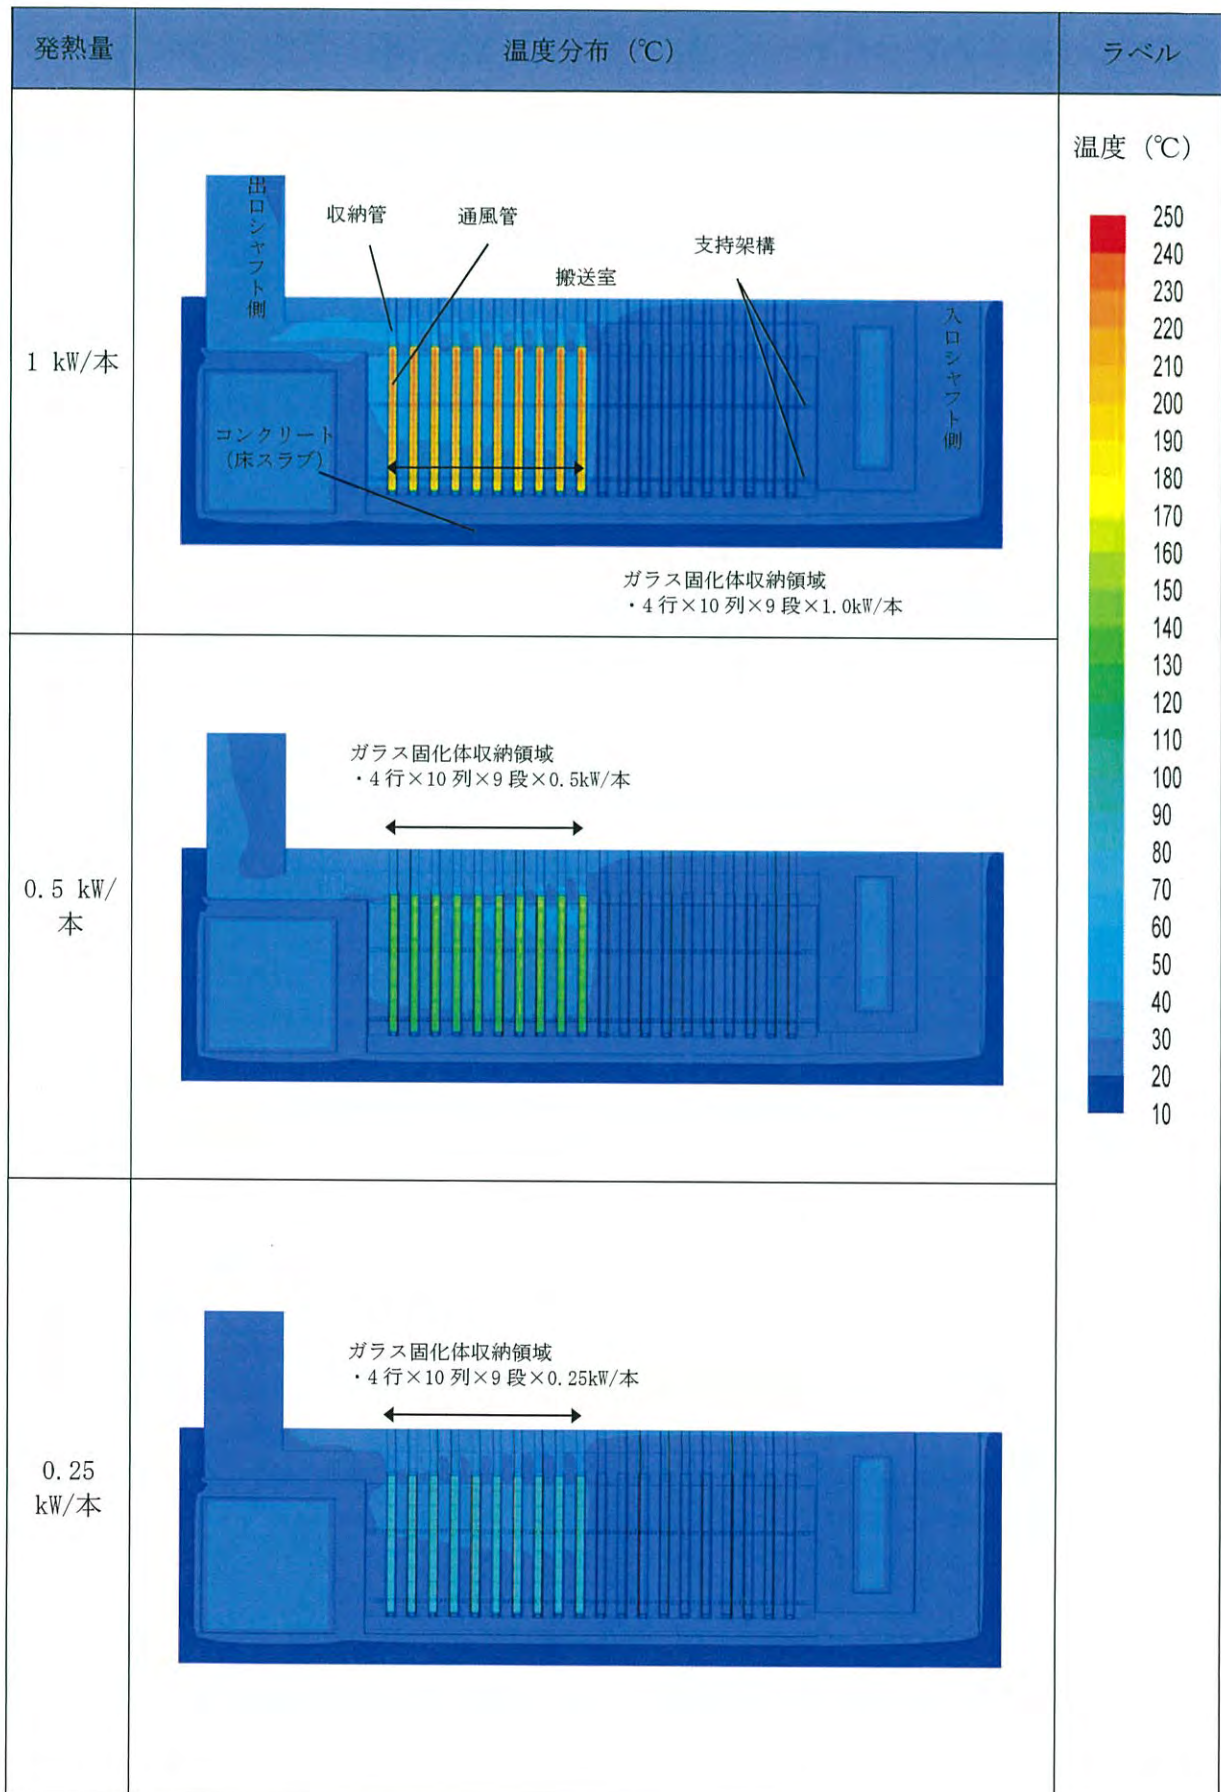 発熱量
温度分布 (℃)
ラベル
1 kW/本
出口シャフト側
収納管
通風管
搬送室
支持架構
入口シャフト側
コンクリート
(床スラブ)
ガラス固化体収納領域
・4行×10列×9段×1.0kW/本
温度 (℃)
250
240
230
220
210
200
190
180
170
160
150
140
130
120
110
100
90
80
70
60
50
40
30
20
10
0.5 kW/
本
ガラス固化体収納領域
・4行×10列×9段×0.5kW/本
0.25
kW/本
ガラス固化体収納領域
・4行×10列×9段×0.25kW/本